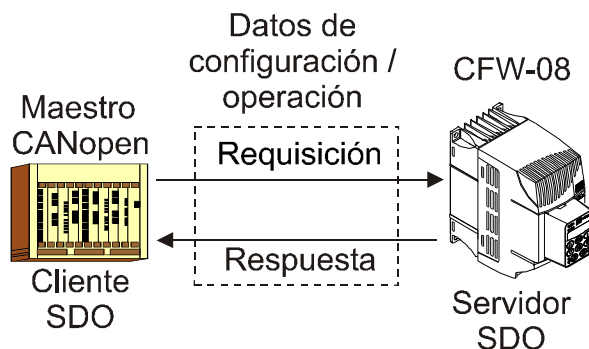 Datos de
configuración /
operación
CFW-08
Maestro
CANopen
Requisición
Respuesta
Cliente
SDO
Servidor
SDO